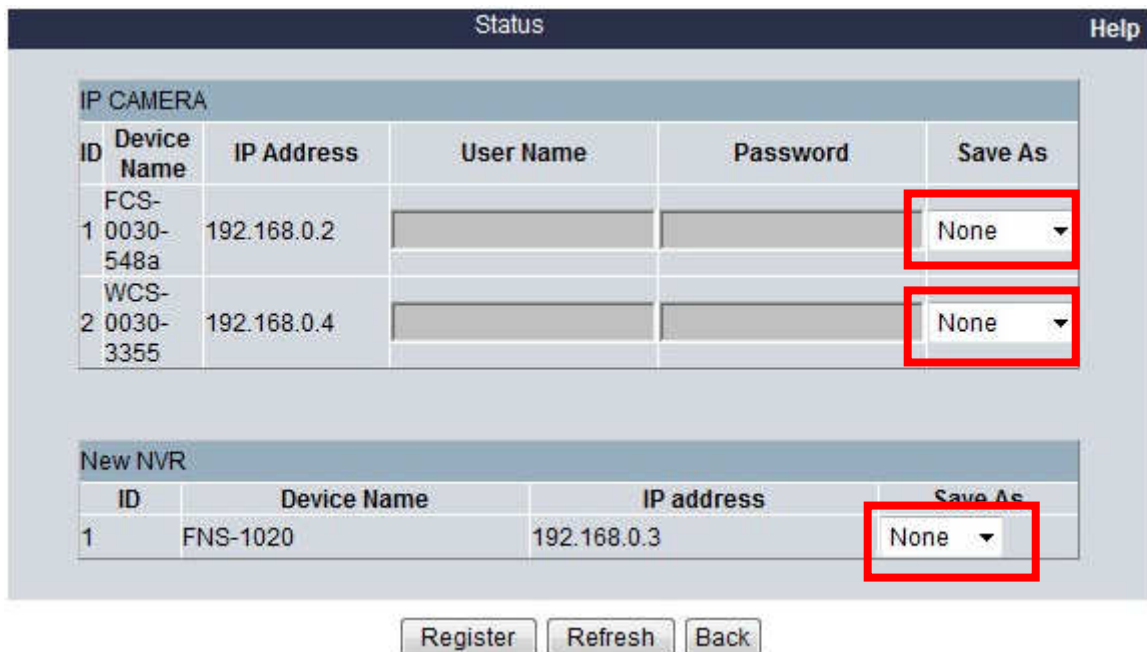 Status
Help
IP CAMERA
ID Device Name IP Address User Name Password Save As
1 FCS-0030-548a 192.168.0.2 None
2 WCS-0030-3355 192.168.0.4 None
New NVR
ID Device Name IP address Save As
1 FNS-1020 192.168.0.3 None
Register Refresh Back